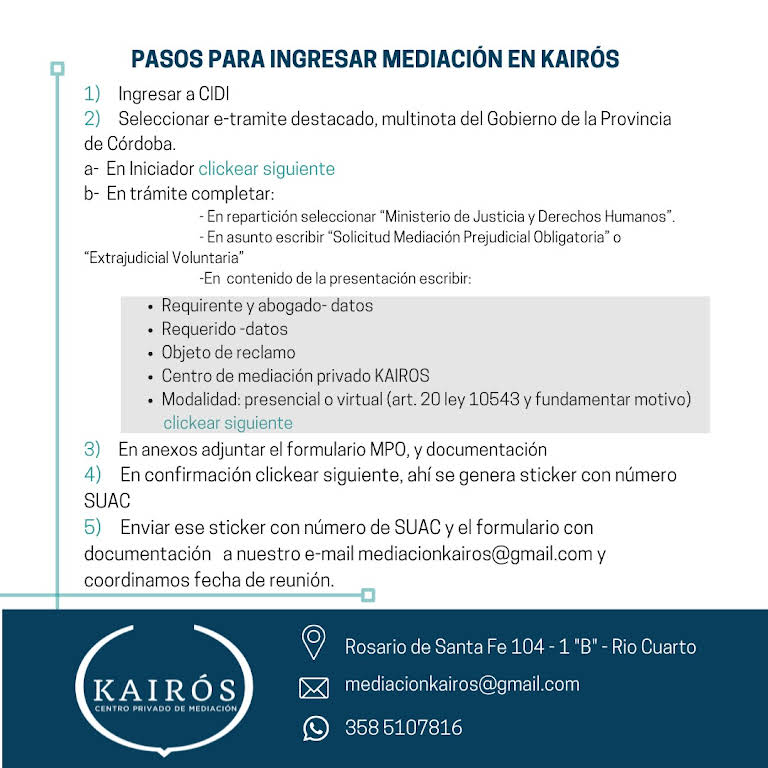 PASOS PARA INGRESAR MEDIACIÓN EN KAIRÓS
1) Ingresar a CIDI
2) Seleccionar e-tramite destacado, multinota del Gobierno de la Provincia
de Córdoba.
a- En Iniciador clickear siguiente
b- En trámite completar:
- En repartición seleccionar “Ministerio de Justicia y Derechos Humanos”.
- En asunto escribir “Solicitud Mediación Prejudicial Obligatoria” o
“Extrajudicial Voluntaria”
-En contenido de la presentación escribir:
• Requirente y abogado- datos
• Requerido -datos
• Objeto de reclamo
• Centro de mediación privado KAIROS
• Modalidad: presencial o virtual (art. 20 ley 10543 y fundamentar motivo)
clickear siguiente
3) En anexos adjuntar el formulario MPO, y documentación
4) En confirmación clickear siguiente, ahí se genera sticker con número
SUAC
5) Enviar ese sticker con número de SUAC y el formulario con
documentación a nuestro e-mail mediacionkairos@gmail.com y
coordinamos fecha de reunión.
KAIRÓS
CENTRO PRIVADO DE MEDIACIÓN
Rosario de Santa Fe 104 - 1 "B" - Rio Cuarto
mediacionkairos@gmail.com
358 5107816